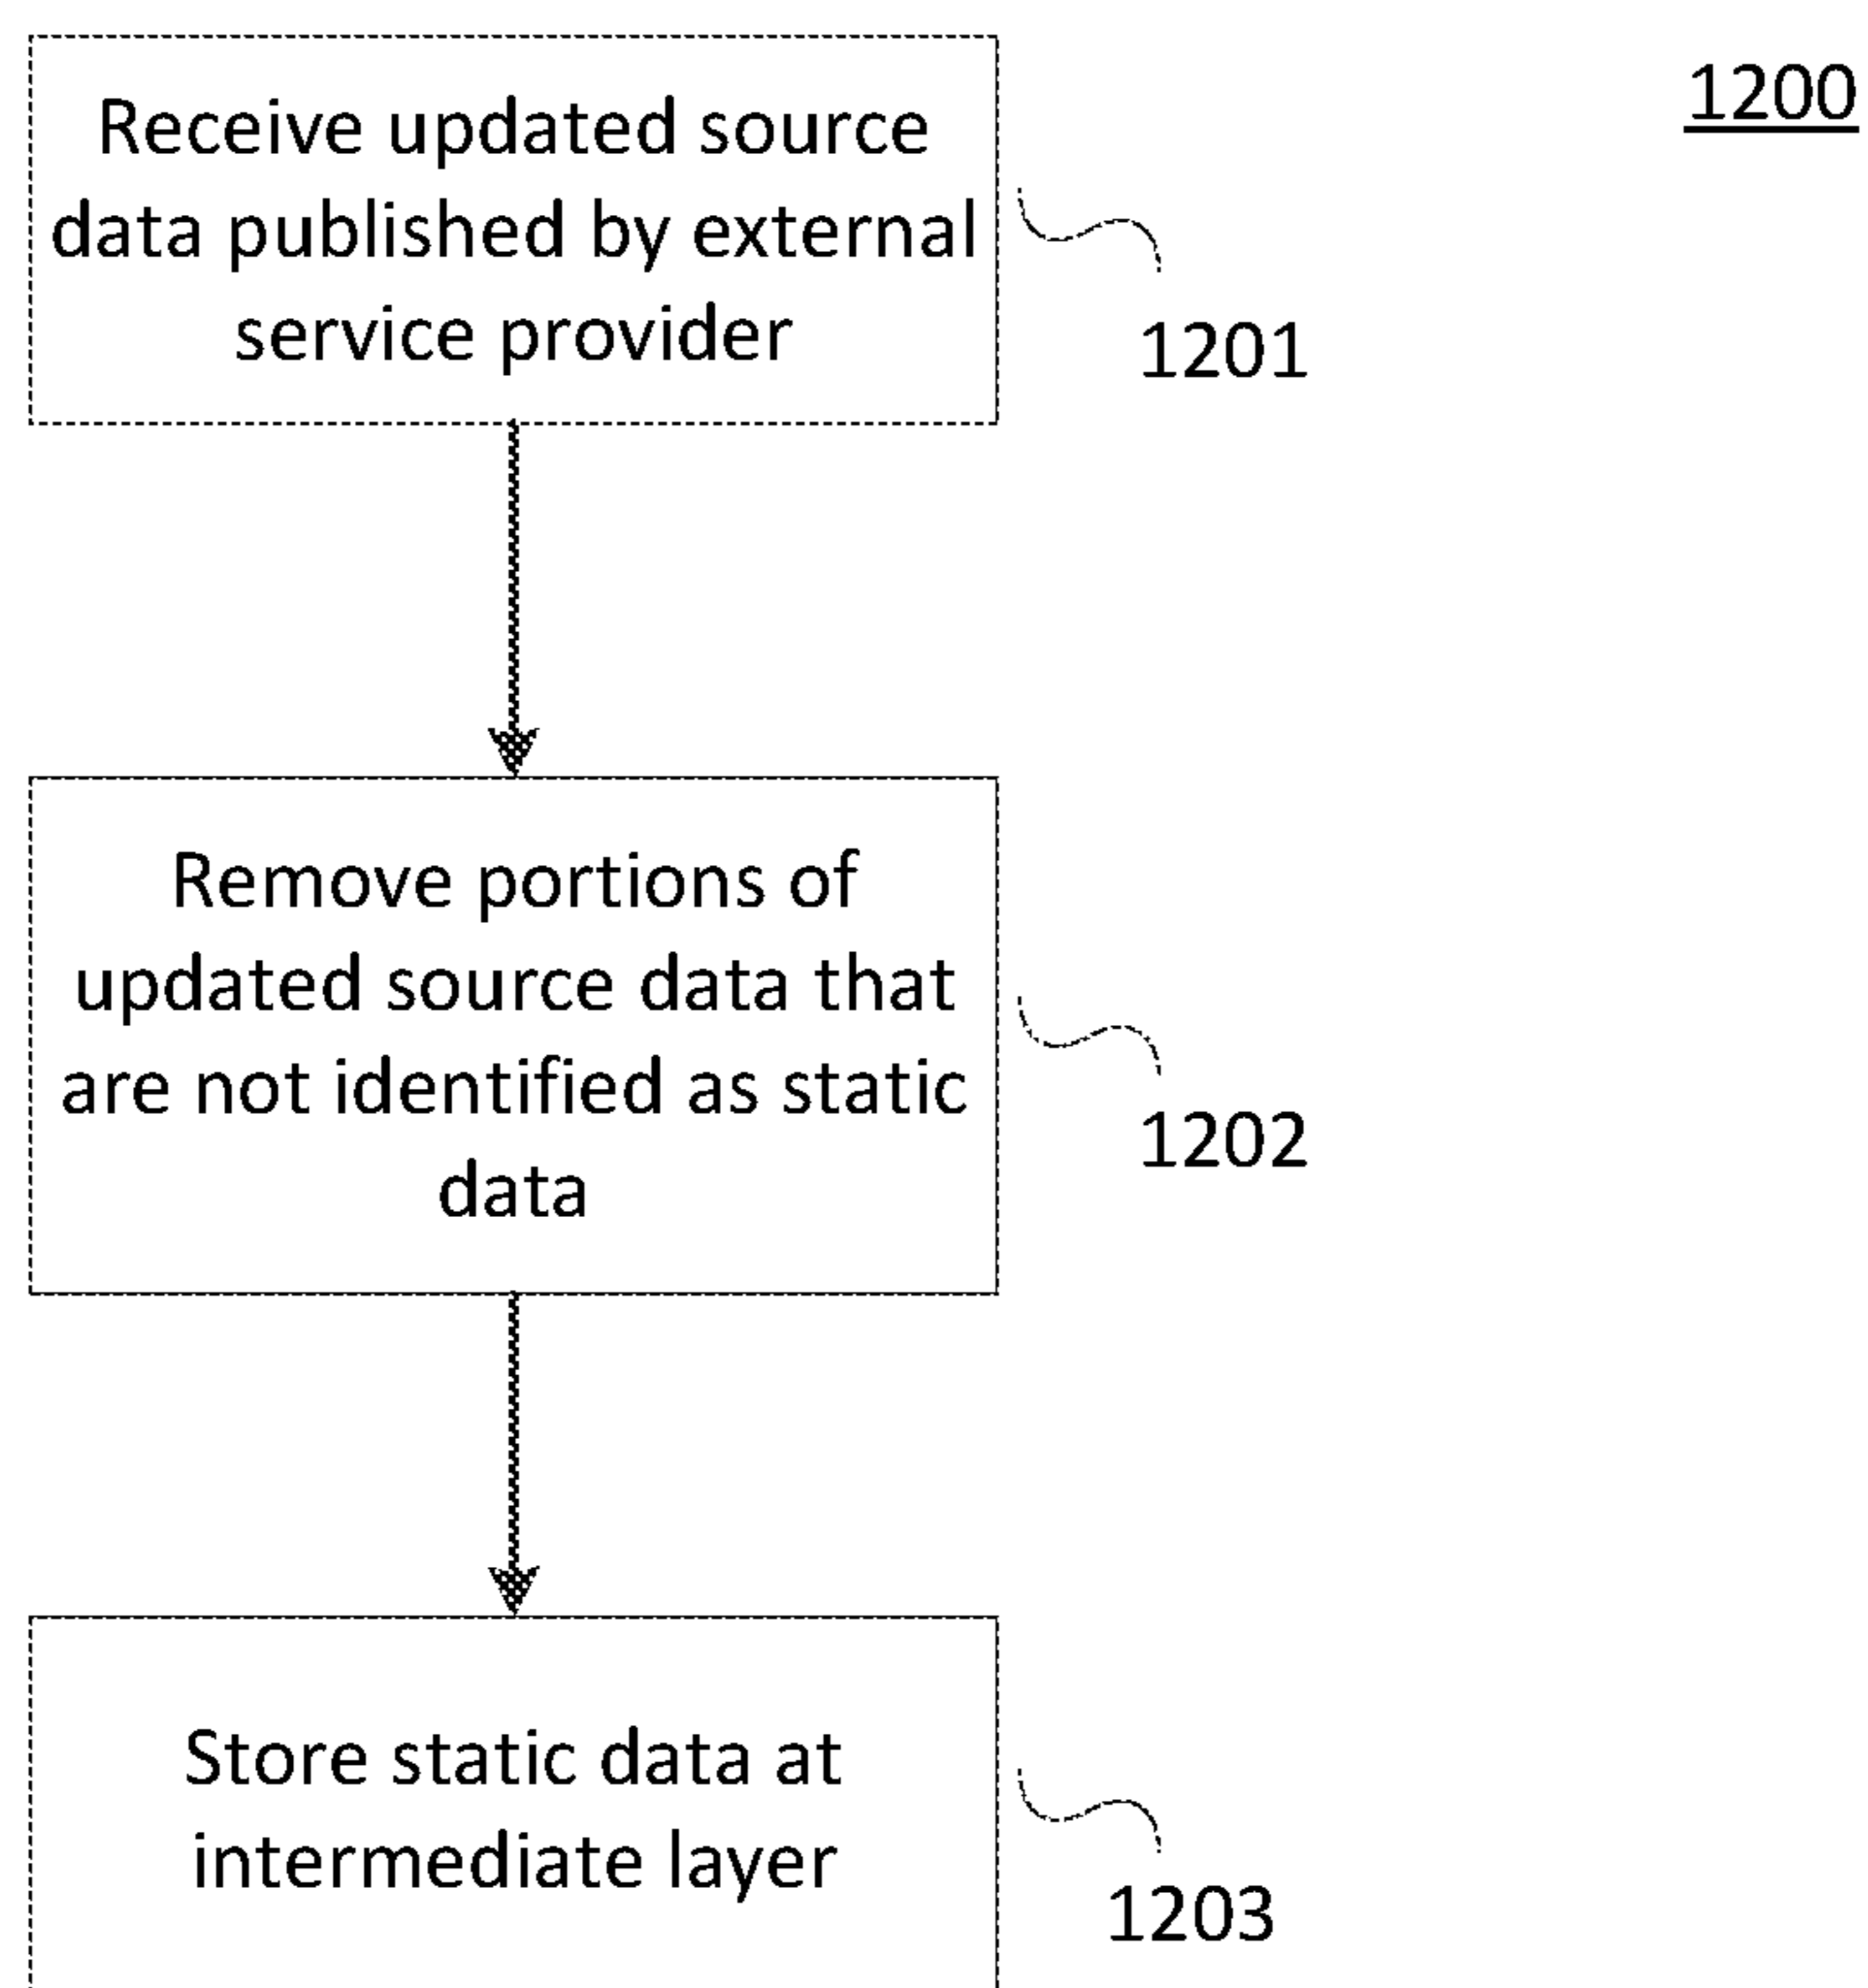 1200
Receive updated source
data published by external
service provider
1201
Remove portions of
updated source data that
are not identified as static
data
1202
Store static data at
intermediate layer
1203